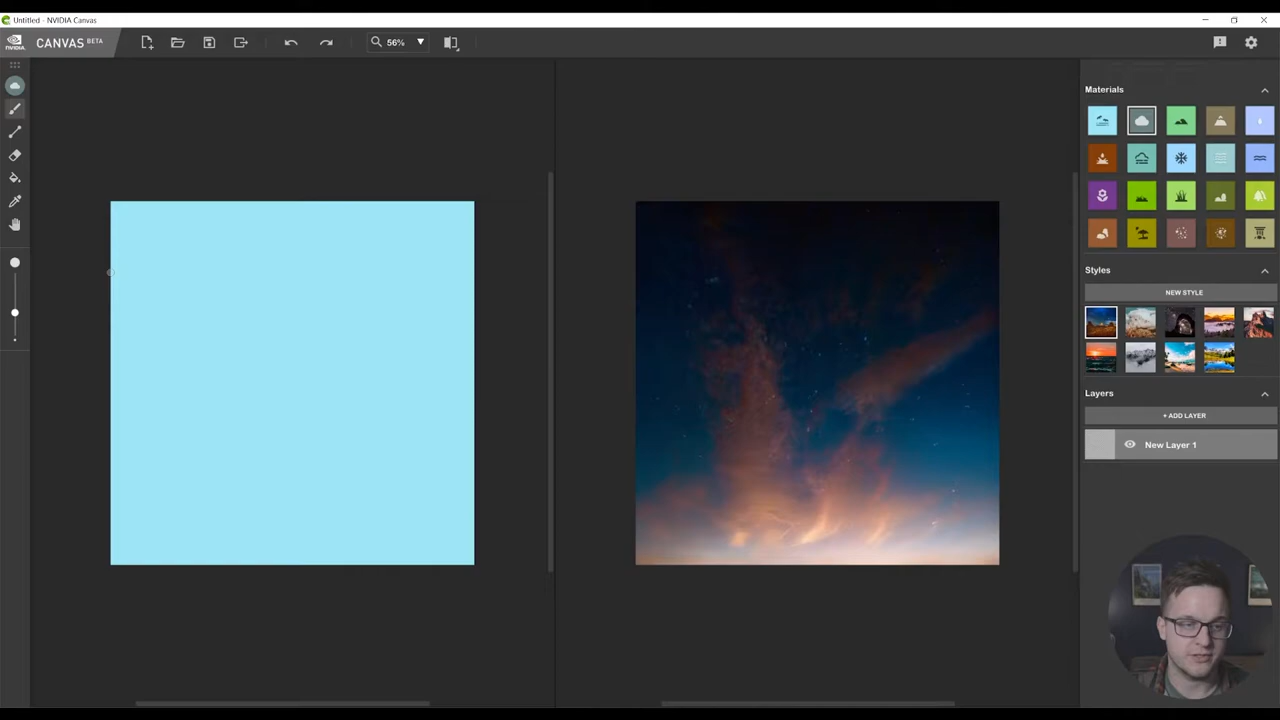 Untitled - NVIDIA Canvas
NVIDIA
CANVAS BETA
56%
Materials
Styles
NEW STYLE
Layers
+ ADD LAYER
New Layer 1